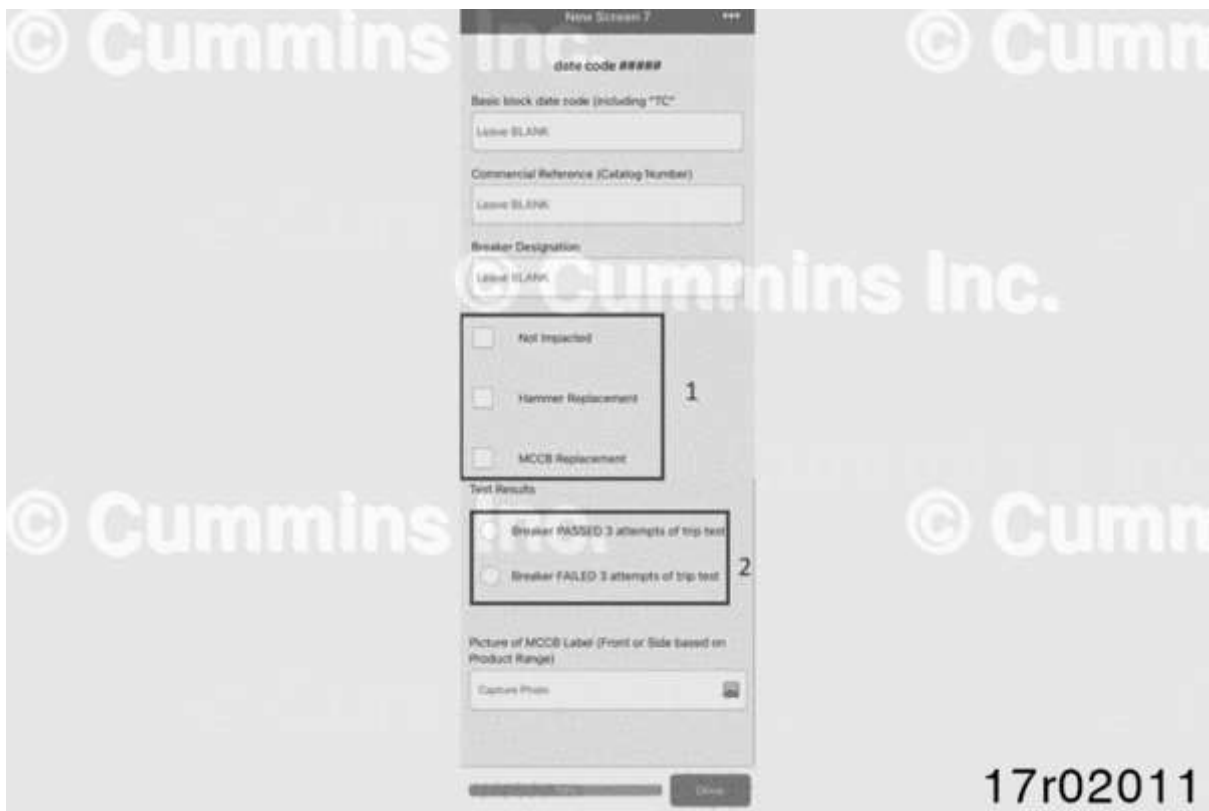 © Cummins Inc.
© Cumm
New Screen 7
date code #####
Basic block date code (including "TC"
Leave BLANK
Commercial Reference (Catalog Number)
Leave BLANK
Breaker Designation
Leave BLANK
© Cummins Inc.
Not Impacted
Hammer Replacement
1
MCCB Replacement
Test Results
© Cummins Inc.
© Cumm
Breaker PASSED 3 attempts of trip test
Breaker FAILED 3 attempts of trip test
2
Picture of MCCB Label (Front or Side based on
Product Range)
Capture Photo
Done
17r02011